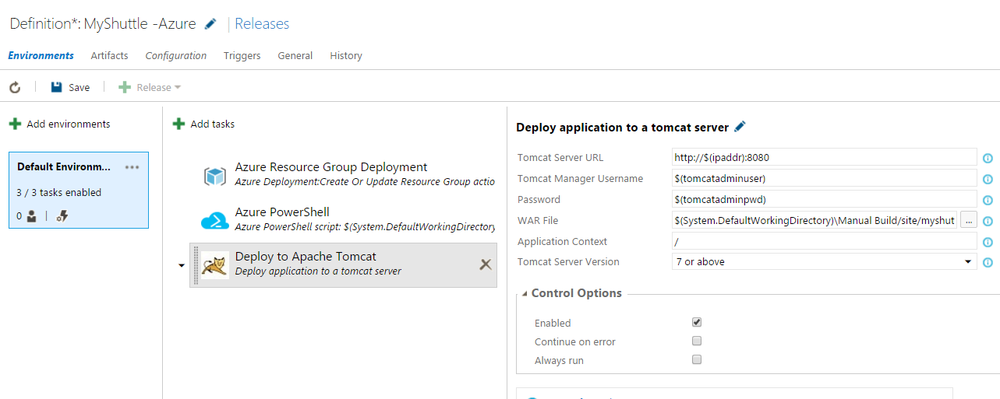 Definition*: MyShuttle -Azure | Releases
Environments Artifacts Configuration Triggers General History
Save Release
Add environments
Default Environm... ...
3 / 3 tasks enabled
0
Add tasks
Azure Resource Group Deployment
Azure Deployment:Create Or Update Resource Group actio
Azure PowerShell
Azure PowerShell script: $(System.DefaultWorkingDirectory
Deploy to Apache Tomcat
Deploy application to a tomcat server
Deploy application to a tomcat server
Tomcat Server URL http://$(ipaddr):8080
Tomcat Manager Username $(tomcatadminuser)
Password $(tomcatadminpwd)
WAR File $(System.DefaultWorkingDirectory)\Manual Build/site/myshut ...
Application Context /
Tomcat Server Version 7 or above
Control Options
Enabled
Continue on error
Always run